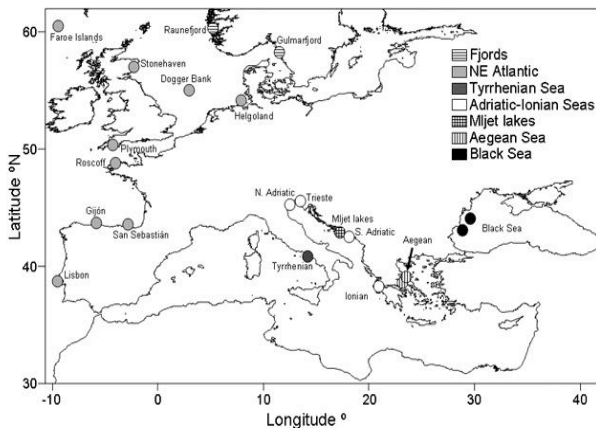 60
50
40
30
Latitude ºN
-10 0 10 20 30 40
Longitude º
Faroe Islands
Raunefjord
Gulmarfjord
Stonehaven
Dogger Bank
Helgoland
Plymouth
Roscoff
Gijón
San Sebastián
Lisbon
N. Adriatic
Trieste
Mljet lakes
S. Adriatic
Tyrrhenian
Ionian
Aegean
Black Sea
Fjords
NE Atlantic
Tyrrhenian Sea
Adriatic-Ionian Seas
Mljet lakes
Aegean Sea
Black Sea